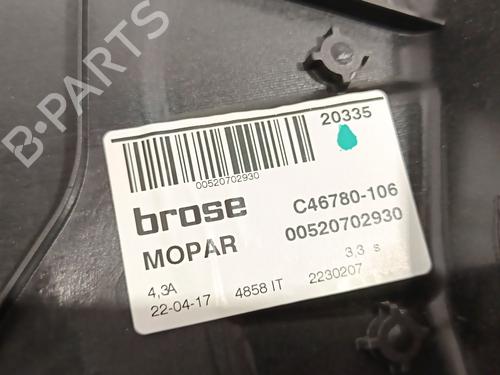 B-PARTS
20335
00520702930
brose
C46780-106
MOPAR
00520702930
4,3A
3,3 s
22-04-17
4858 IT
2230207